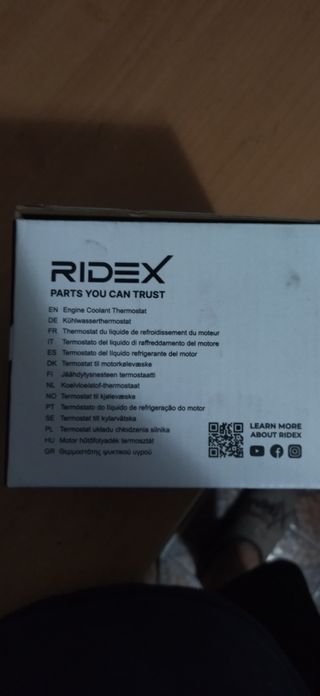 RIDEX
PARTS YOU CAN TRUST
EN Engine Coolant Thermostat
DE Kühlwasserthermostat
FR Thermostat du liquide de refroidissement du moteur
IT Termostato del liquido di raffreddamento del motore
ES Termostato del líquido refrigerante del motor
DK Termostat til motorkølevæske
FI Jäähdytysnesteen termostaatti
NL Koelvloeistof-thermostaat
NO Termostat til kjølevæske
PT Termóstato do líquido de refrigeração do motor
SE Termostat till kylarvätska
PL Termostat układu chłodzenia silnika
HU Motor hűtőfolyadék termosztát
GR Θερμοστάτης ψυκτικού υγρού
LEARN MORE
ABOUT RIDEX